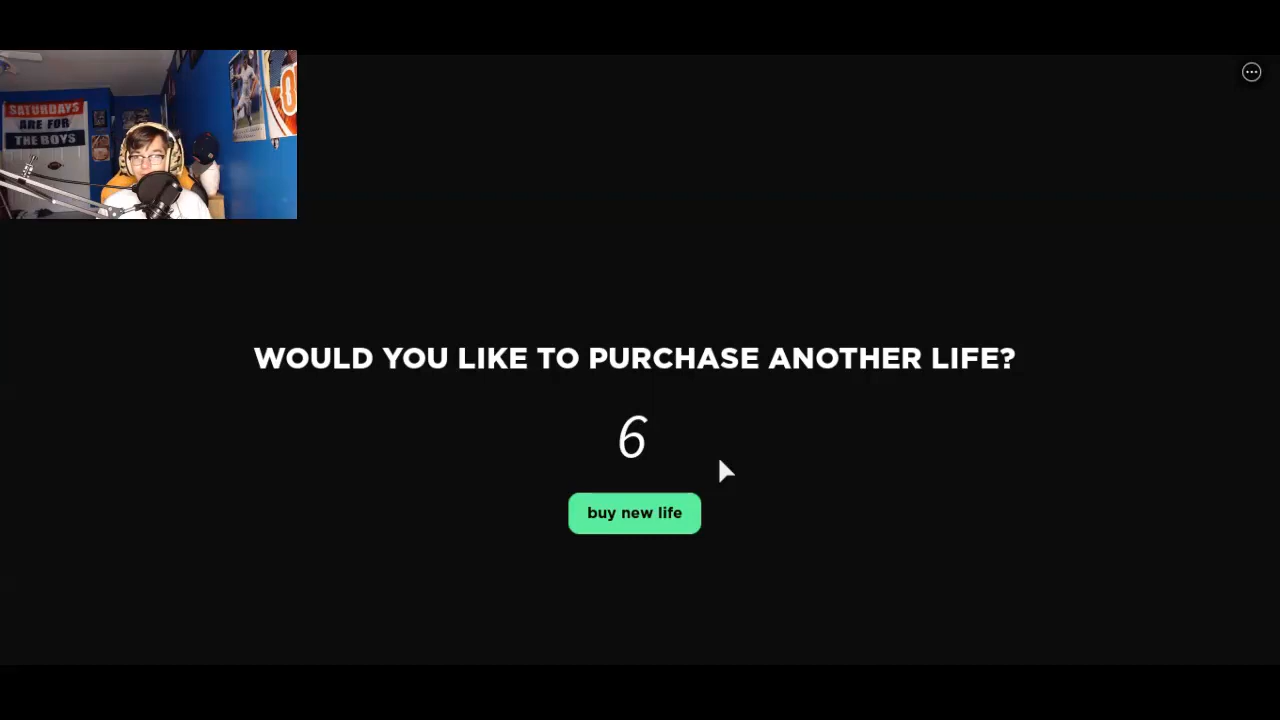 SATURDAYS
ARE FOR
THE BOYS
WOULD YOU LIKE TO PURCHASE ANOTHER LIFE?
6
buy new life